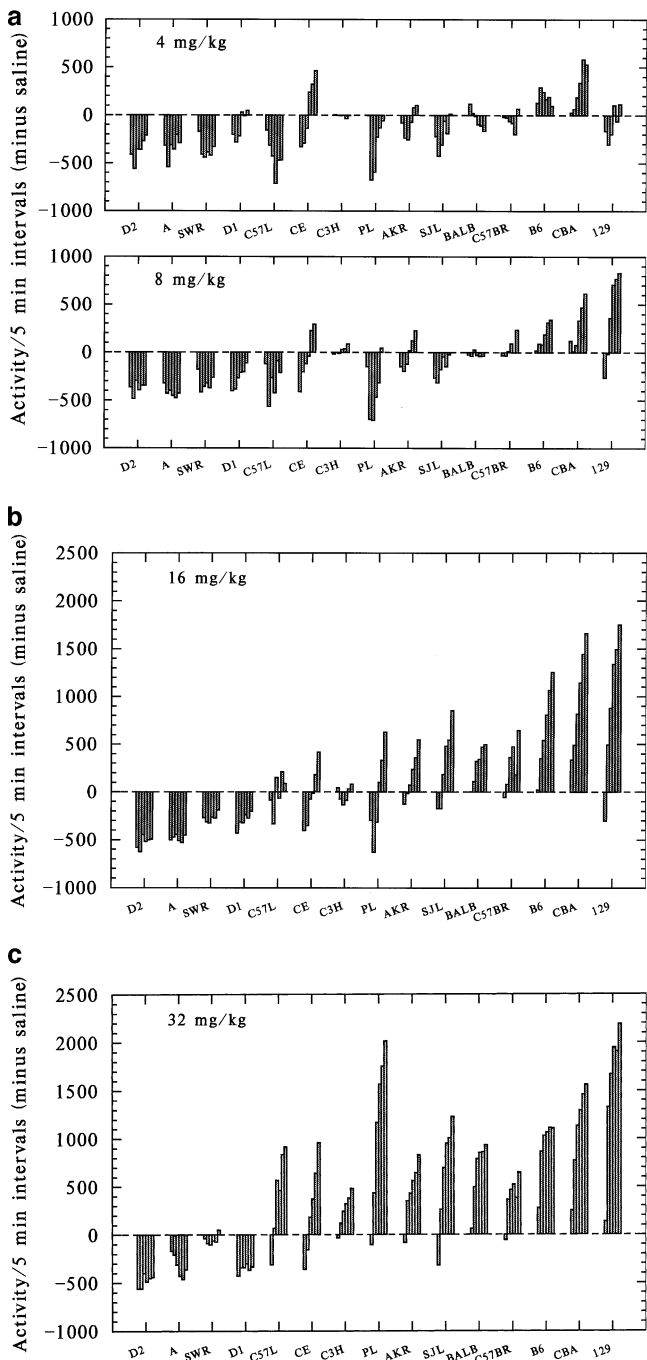 a
Activity/5 min intervals (minus saline)
4 mg/kg
1000
500
0
−500
−1000
D2 A SWR D1 C57L CE C3H PL AKR SJL BALB C57BR B6 CBA 129
8 mg/kg
1000
500
0
−500
−1000
D2 A SWR D1 C57L CE C3H PL AKR SJL BALB C57BR B6 CBA 129
b
Activity/5 min intervals (minus saline)
16 mg/kg
2500
2000
1500
1000
500
0
−500
−1000
D2 A SWR D1 C57L CE C3H PL AKR SJL BALB C57BR B6 CBA 129
c
Activity/5 min intervals (minus saline)
32 mg/kg
2500
2000
1500
1000
500
0
−500
−1000
D2 A SWR D1 C57L CE C3H PL AKR SJL BALB C57BR B6 CBA 129